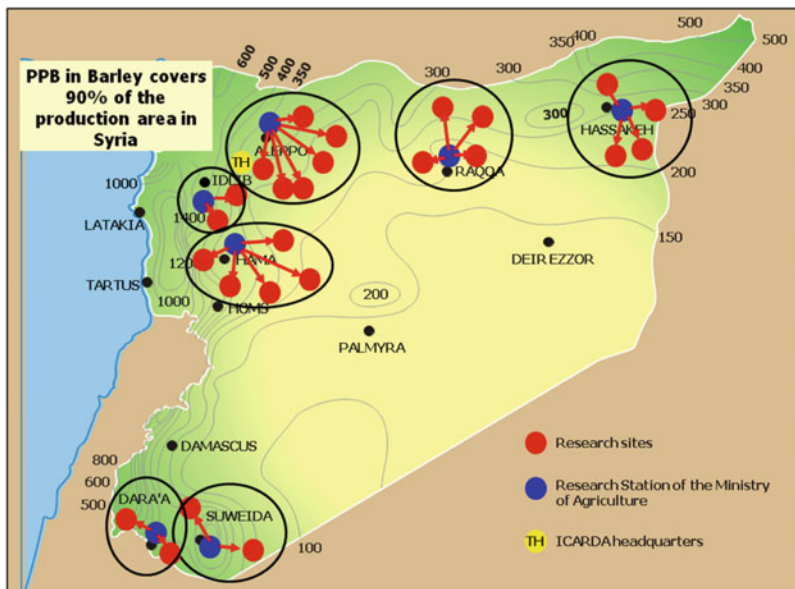 PPB in Barley covers
90% of the
production area in
Syria
600
500
400
350
300
300
350
400
500
500
400
350
300
300
250
200
150
ALEPPO
TH
IDLIB
RAQQA
HASSAKEH
1000
1400
LATAKIA
120
HAMA
DEIR EZZOR
TARTUS
1000
HOMS
200
PALMYRA
DAMASCUS
800
600
500
DARA'A
SUWEIDA
100
Research sites
Research Station of the Ministry
of Agriculture
TH ICARDA headquarters